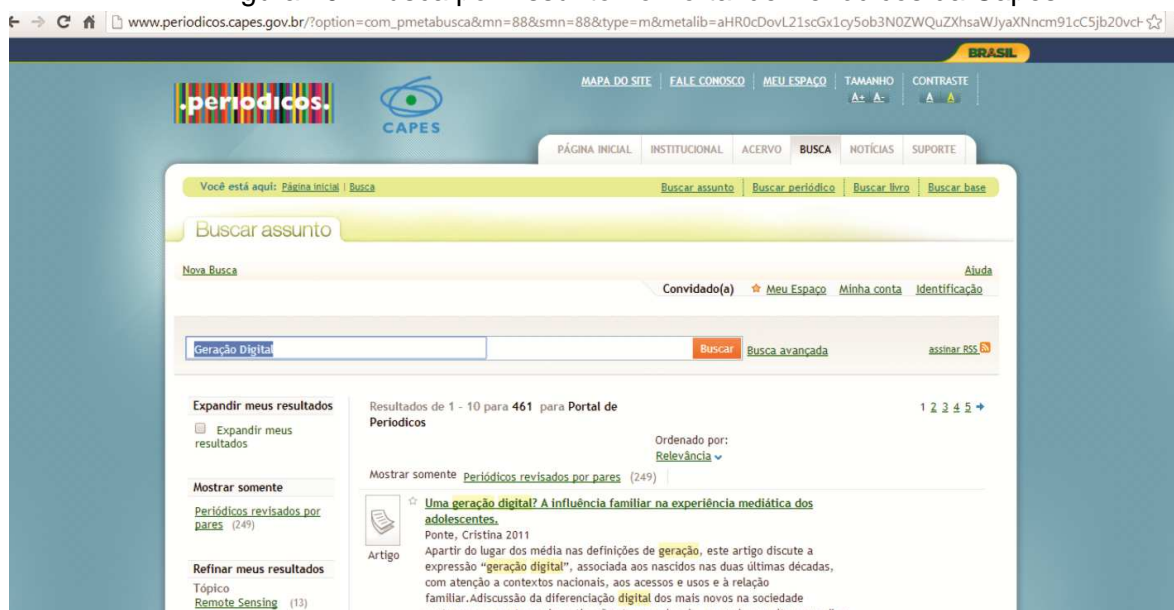 www.periodicos.capes.gov.br/?option=com_pmetabusca&mn=88&smn=88&type=m&metalib=aHR0cDovL21scGx1cy5ob3N0ZWQuZXhsaWJyaXNncm91cC5jb20vcH
BRASIL
.periodicos.
CAPES
MAPA DO SITE
FALE CONOSCO
MEU ESPAÇO
TAMANHO
A+ A-
CONTRASTE
A A
PÁGINA INICIAL INSTITUCIONAL ACERVO BUSCA NOTÍCIAS SUPORTE
Você está aqui: Página inicial | Busca
Buscar assunto Buscar periódico Buscar livro Buscar base
Buscar assunto
Nova Busca
Ajuda
Convidado(a) Meu Espaço Minha conta Identificação
Geração Digital
Buscar
Busca avançada
assinar RSS
Expandir meus resultados
Expandir meus
resultados
Mostrar somente
Periódicos revisados por
pares (249)
Refinar meus resultados
Tópico
Remote Sensing (13)
Resultados de 1 - 10 para 461 para Portal de
Periodicos
1 2 3 4 5
Ordenado por:
Relevância
Mostrar somente Periódicos revisados por pares (249)
Artigo
Uma geração digital? A influência familiar na experiência mediática dos
adolescentes.
Ponte, Cristina 2011
Apartir do lugar dos média nas definições de geração, este artigo discute a
expressão “geração digital”, associada aos nascidos nas duas últimas décadas,
com atenção a contextos nacionais, aos acessos e usos e à relação
familiar.Adiscussão da diferenciação digital dos mais novos na sociedade